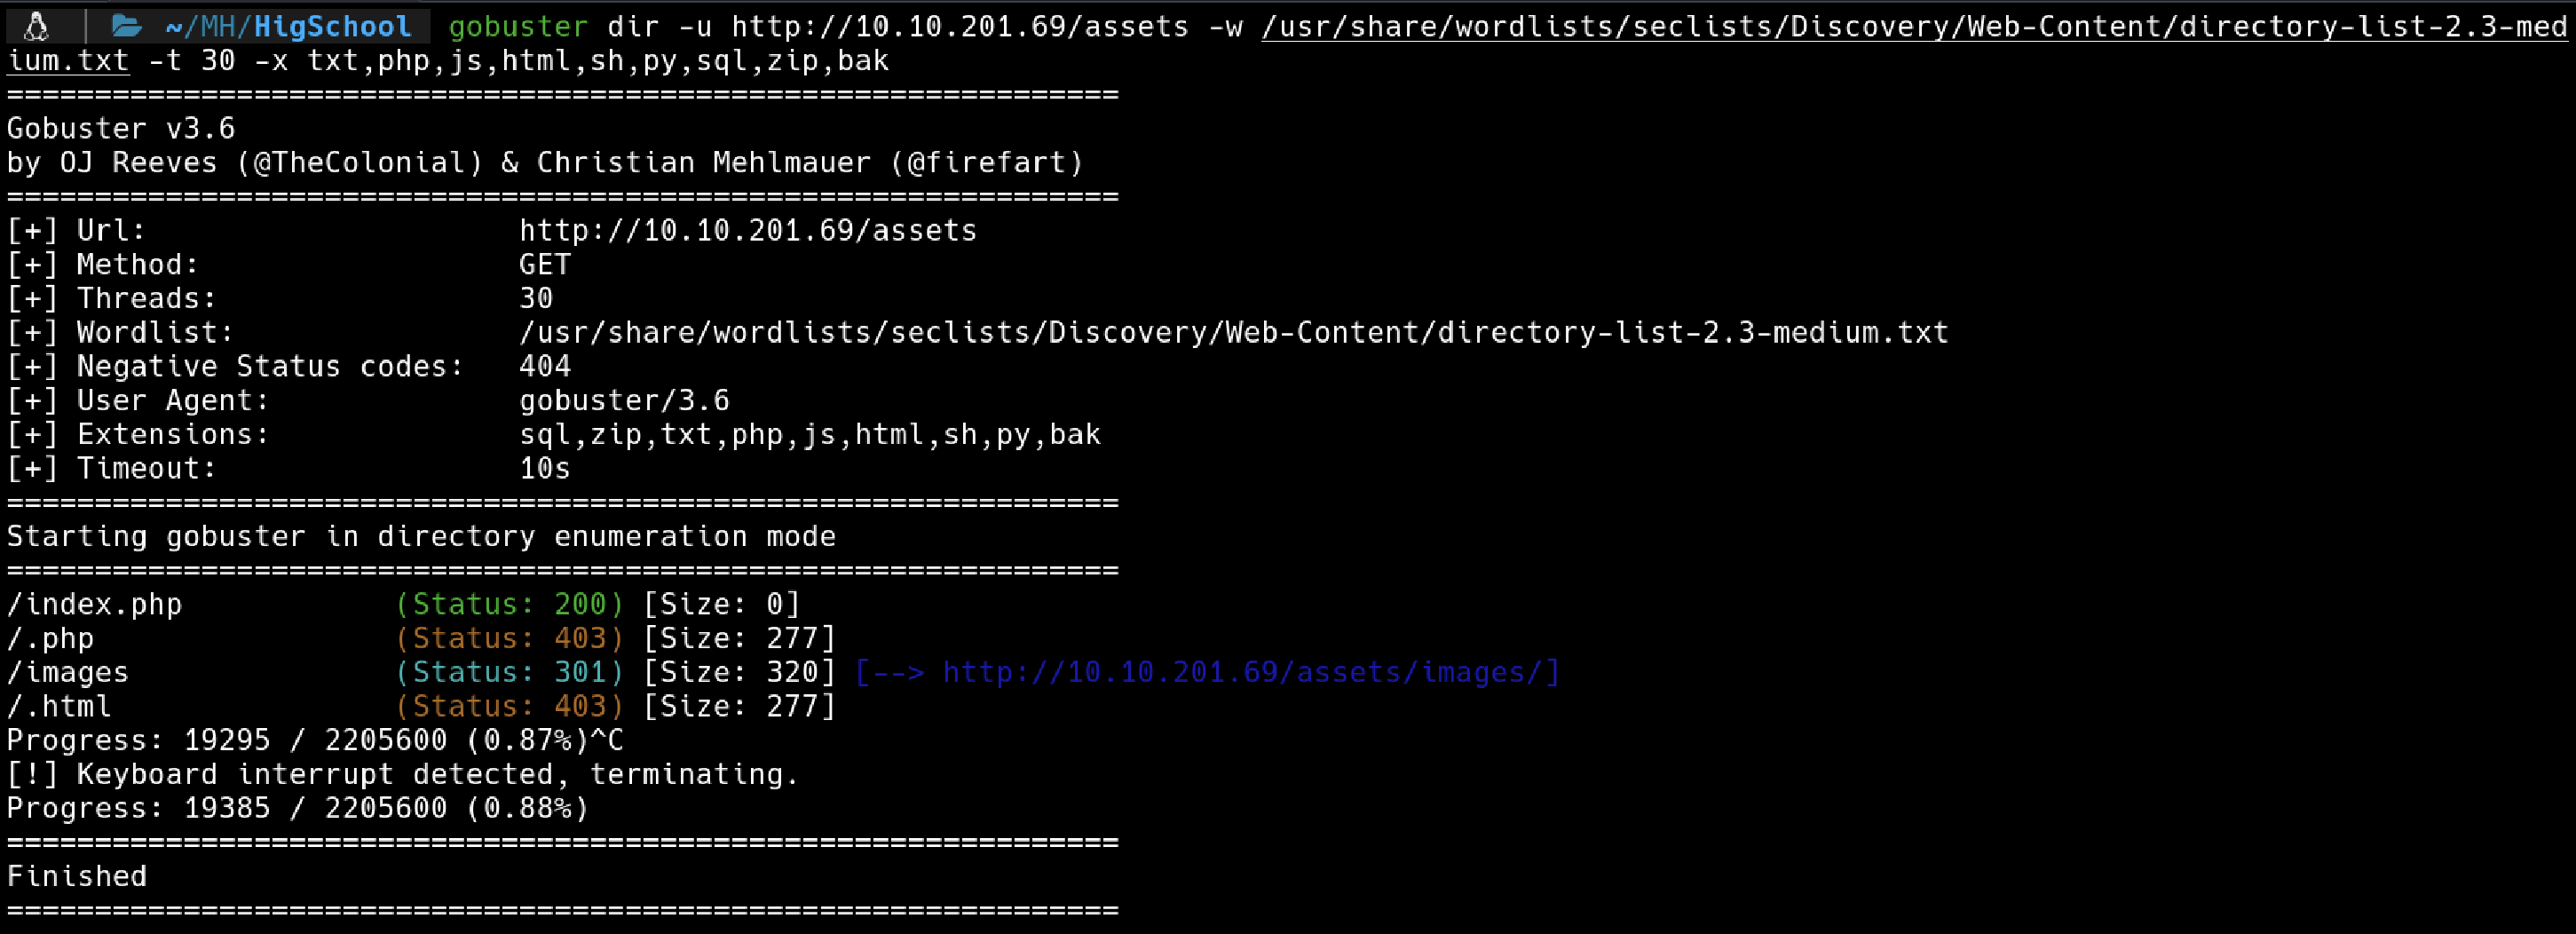 ~/MH/HigSchool gobuster dir -u http://10.10.201.69/assets -w /usr/share/wordlists/seclists/Discovery/Web-Content/directory-list-2.3-med
ium.txt -t 30 -x txt,php,js,html,sh,py,sql,zip,bak
===============================================================
Gobuster v3.6
by OJ Reeves (@TheColonial) & Christian Mehlmauer (@firefart)
===============================================================
[+] Url:                     http://10.10.201.69/assets
[+] Method:                  GET
[+] Threads:                 30
[+] Wordlist:                /usr/share/wordlists/seclists/Discovery/Web-Content/directory-list-2.3-medium.txt
[+] Negative Status codes:   404
[+] User Agent:              gobuster/3.6
[+] Extensions:              sql,zip,txt,php,js,html,sh,py,bak
[+] Timeout:                 10s
===============================================================
Starting gobuster in directory enumeration mode
===============================================================
/index.php            (Status: 200) [Size: 0]
/.php                 (Status: 403) [Size: 277]
/images               (Status: 301) [Size: 320] [--> http://10.10.201.69/assets/images/]
/.html                (Status: 403) [Size: 277]
Progress: 19295 / 2205600 (0.87%)^C
[!] Keyboard interrupt detected, terminating.
Progress: 19385 / 2205600 (0.88%)
===============================================================
Finished
===============================================================